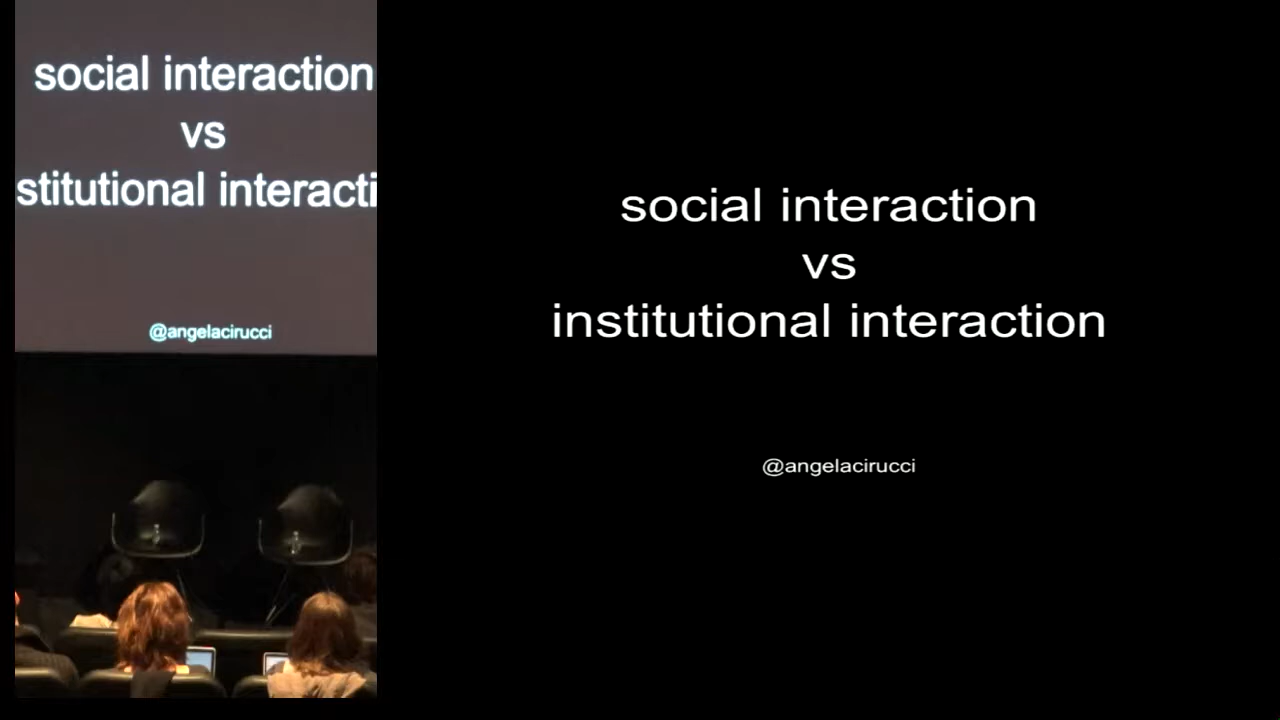 social interaction
vs
stitutional interacti
@angelacirucci
social interaction
vs
institutional interaction
@angelacirucci